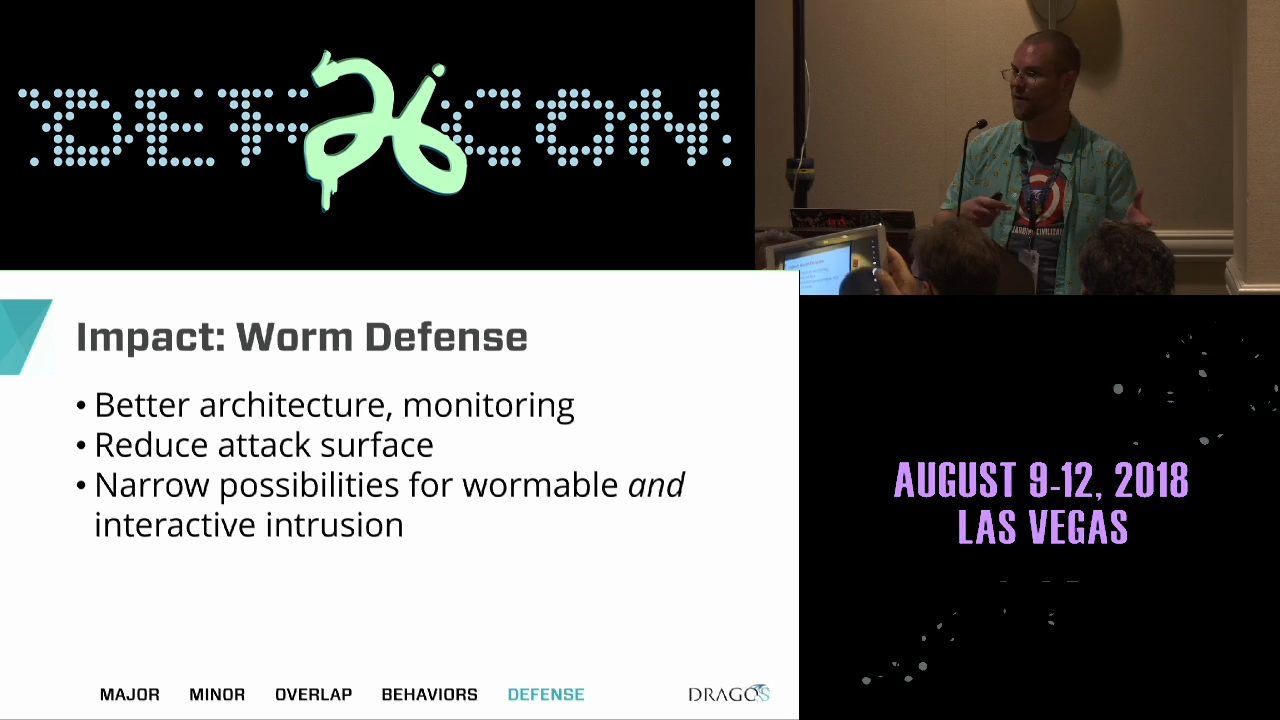 DEF 26 CON
Impact: Worm Defense
• Better architecture, monitoring
• Reduce attack surface
• Narrow possibilities for wormable and
interactive intrusion
MAJOR MINOR OVERLAP BEHAVIORS DEFENSE
DRAGOS
AUGUST 9-12, 2018
LAS VEGAS